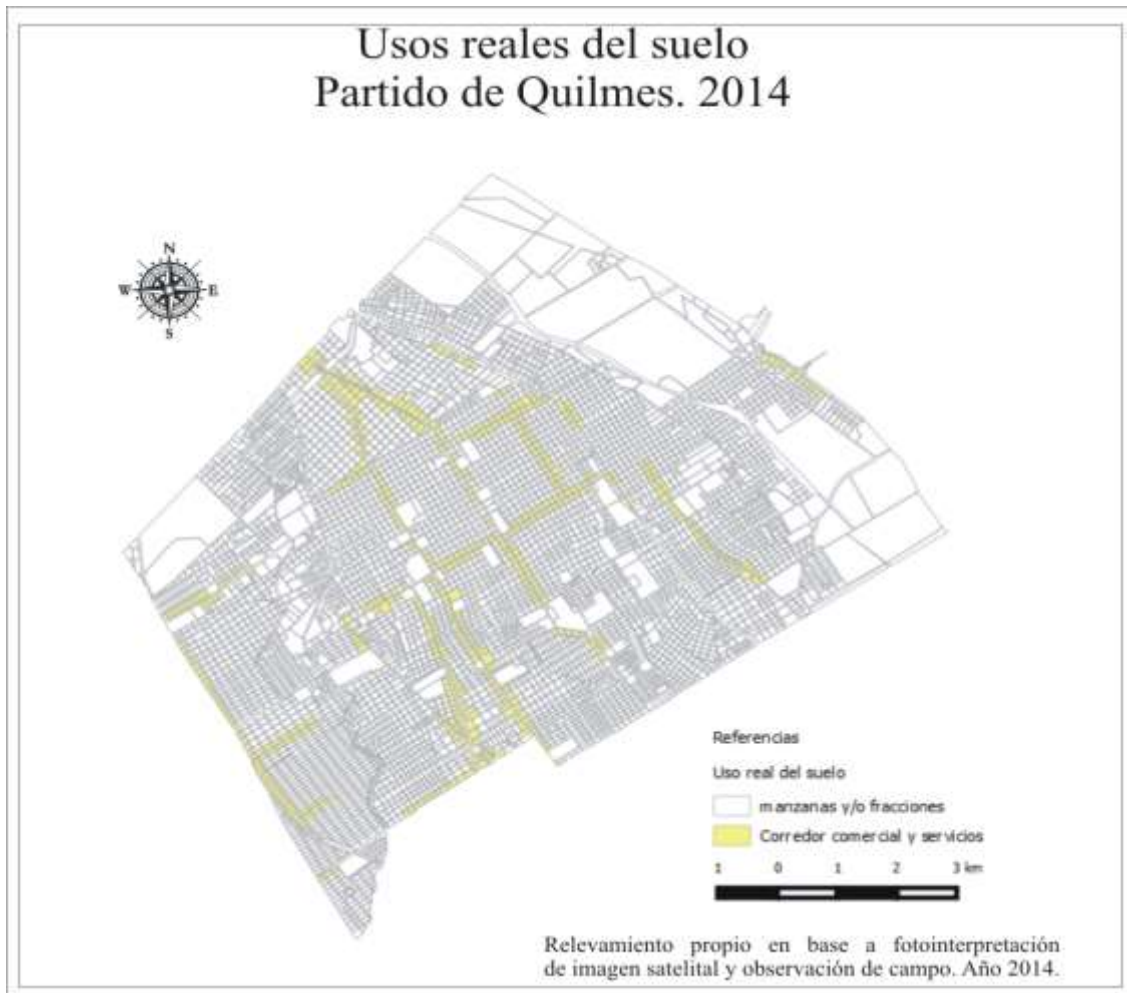 Usos reales del suelo
Partido de Quilmes. 2014
N
W E
S
Referencias
Uso real del suelo
manzanas y/o fracciones
Corredor comercial y servicios
1 0 1 2 3 km
Relevamiento propio en base a fotointerpretación
de imagen satelital y observación de campo. Año 2014.